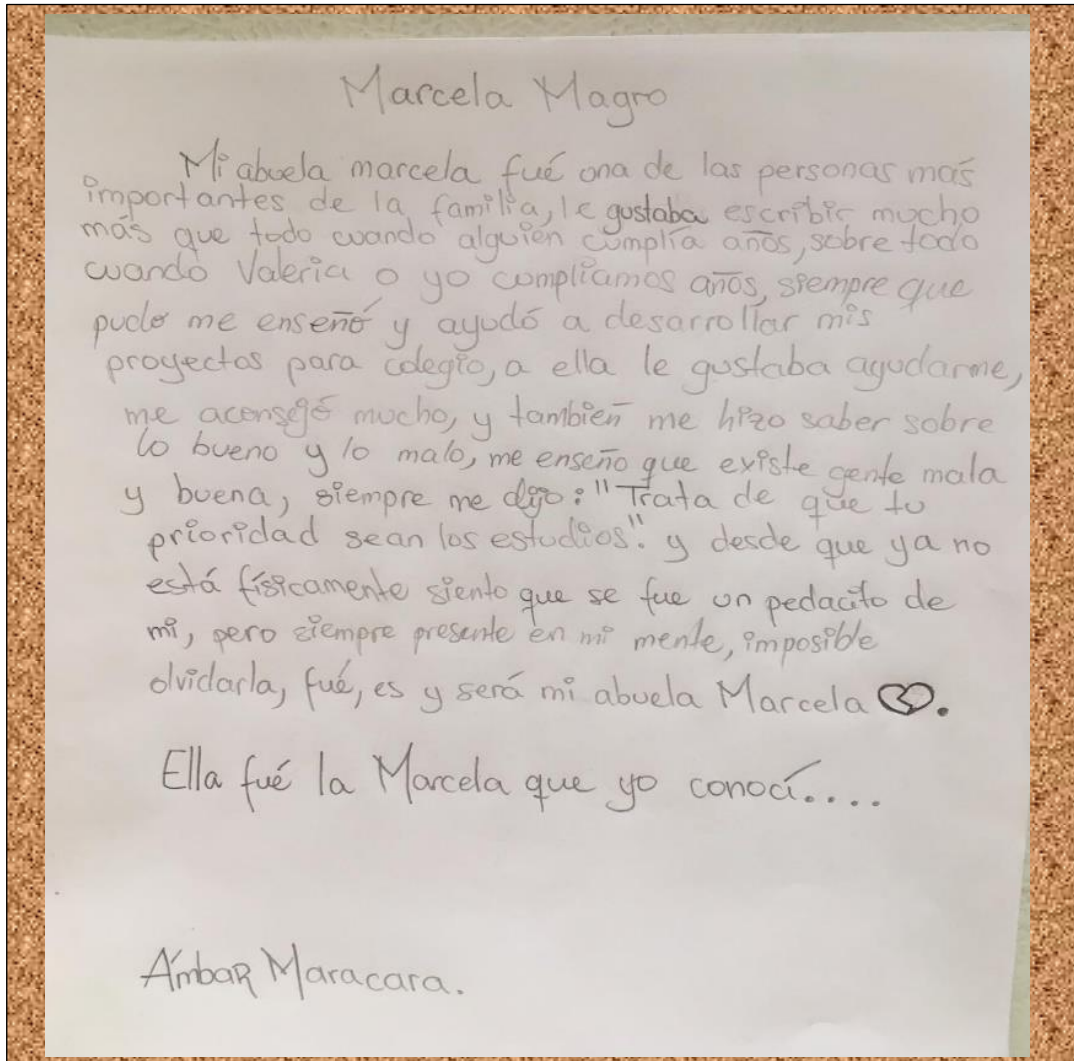 Marcela Magro
Mi abuela marcela fué una de las personas más
importantes de la familia, le gustaba escribir mucho
más que todo cuando alguién cumplía años, sobre todo
cuando Valeria o yo cumpliamos años, siempre que
pudo me enseñó y ayudó a desarrollar mis
proyectos para colegio, a ella le gustaba ayudarme,
me aconsejó mucho, y también me hizo saber sobre
lo bueno y lo malo, me enseño que existe gente mala
y buena, siempre me dijo: "Trata de que tu
prioridad sean los estudios". y desde que ya no
está físicamente siento que se fue un pedacito de
mi, pero siempre presente en mi mente, imposible
olvidarla, fué, es y será mi abuela Marcela.
Ella fué la Marcela que yo conocí....
Ámbar Maracara.